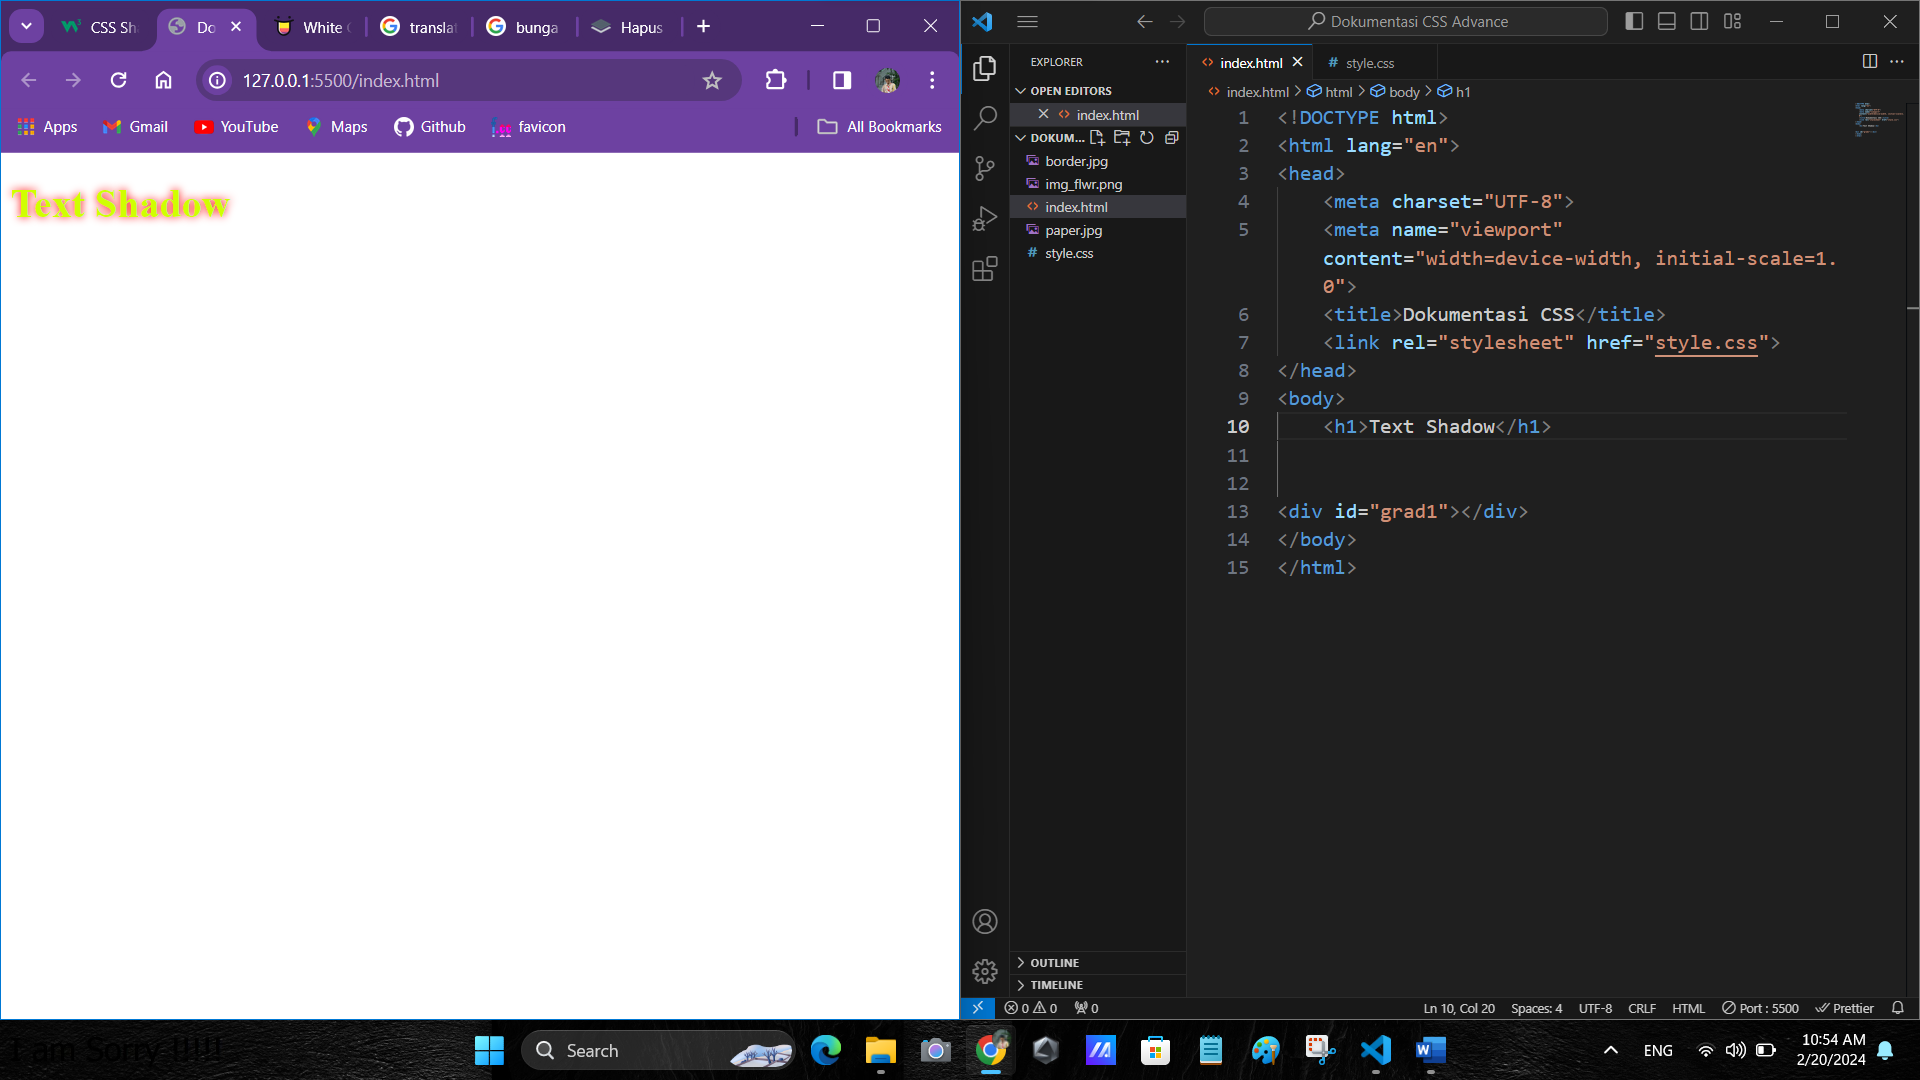 CSS Sh
Do
White
translat
bunga
Hapus
127.0.0.1:5500/index.html
Apps
Gmail
YouTube
Maps
Github
favicon
All Bookmarks
Text Shadow
Dokumentasi CSS Advance
EXPLORER
OPEN EDITORS
index.html
DOKUM...
border.jpg
img_flwr.png
index.html
paper.jpg
style.css
OUTLINE
TIMELINE
index.html
style.css
index.html > html > body > h1
1 <!DOCTYPE html>
2 <html lang="en">
3 <head>
4 <meta charset="UTF-8">
5 <meta name="viewport"
content="width=device-width, initial-scale=1.
0">
6 <title>Dokumentasi CSS</title>
7 <link rel="stylesheet" href="style.css">
8 </head>
9 <body>
10 <h1>Text Shadow</h1>
11
12
13 <div id="grad1"></div>
14 </body>
15 </html>
0 0 0
Ln 10, Col 20 Spaces: 4 UTF-8 CRLF HTML Port : 5500 Prettier
Search
ENG
10:54 AM
2/20/2024